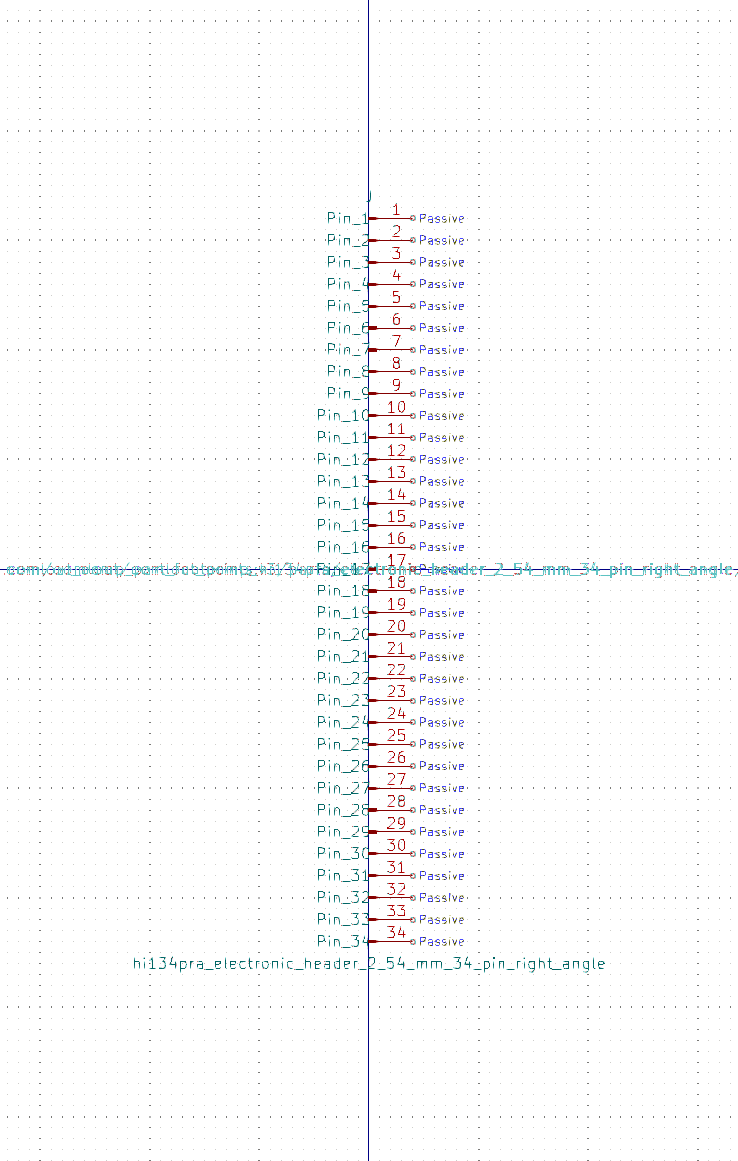 J
Pin_1 1 Passive
Pin_2 2 Passive
Pin_3 3 Passive
Pin_4 4 Passive
Pin_5 5 Passive
Pin_6 6 Passive
Pin_7 7 Passive
Pin_8 8 Passive
Pin_9 9 Passive
Pin_10 10 Passive
Pin_11 11 Passive
Pin_12 12 Passive
Pin_13 13 Passive
Pin_14 14 Passive
Pin_15 15 Passive
Pin_16 16 Passive
17
Pin_18 18 Passive
Pin_19 19 Passive
Pin_20 20 Passive
Pin_21 21 Passive
Pin_22 22 Passive
Pin_23 23 Passive
Pin_24 24 Passive
Pin_25 25 Passive
Pin_26 26 Passive
Pin_27 27 Passive
Pin_28 28 Passive
Pin_29 29 Passive
Pin_30 30 Passive
Pin_31 31 Passive
Pin_32 32 Passive
Pin_33 33 Passive
Pin_34 34 Passive
hi134pra_electronic_header_2_54_mm_34_pin_right_angle